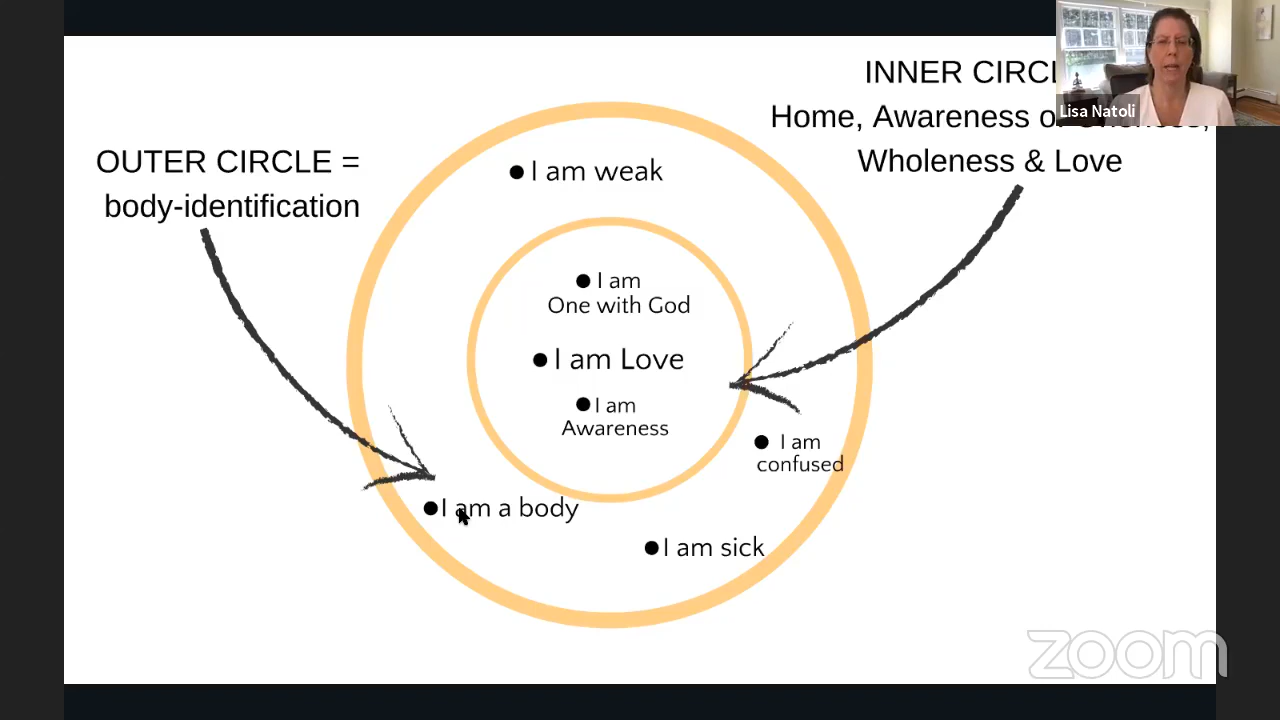 OUTER CIRCLE =
body-identification
INNER
Home, Awareness
Wholeness & Love
Lisa Natoli
I am weak
I am
One with God
I am Love
I am
Awareness
I am
confused
I am a body
I am sick
zoom